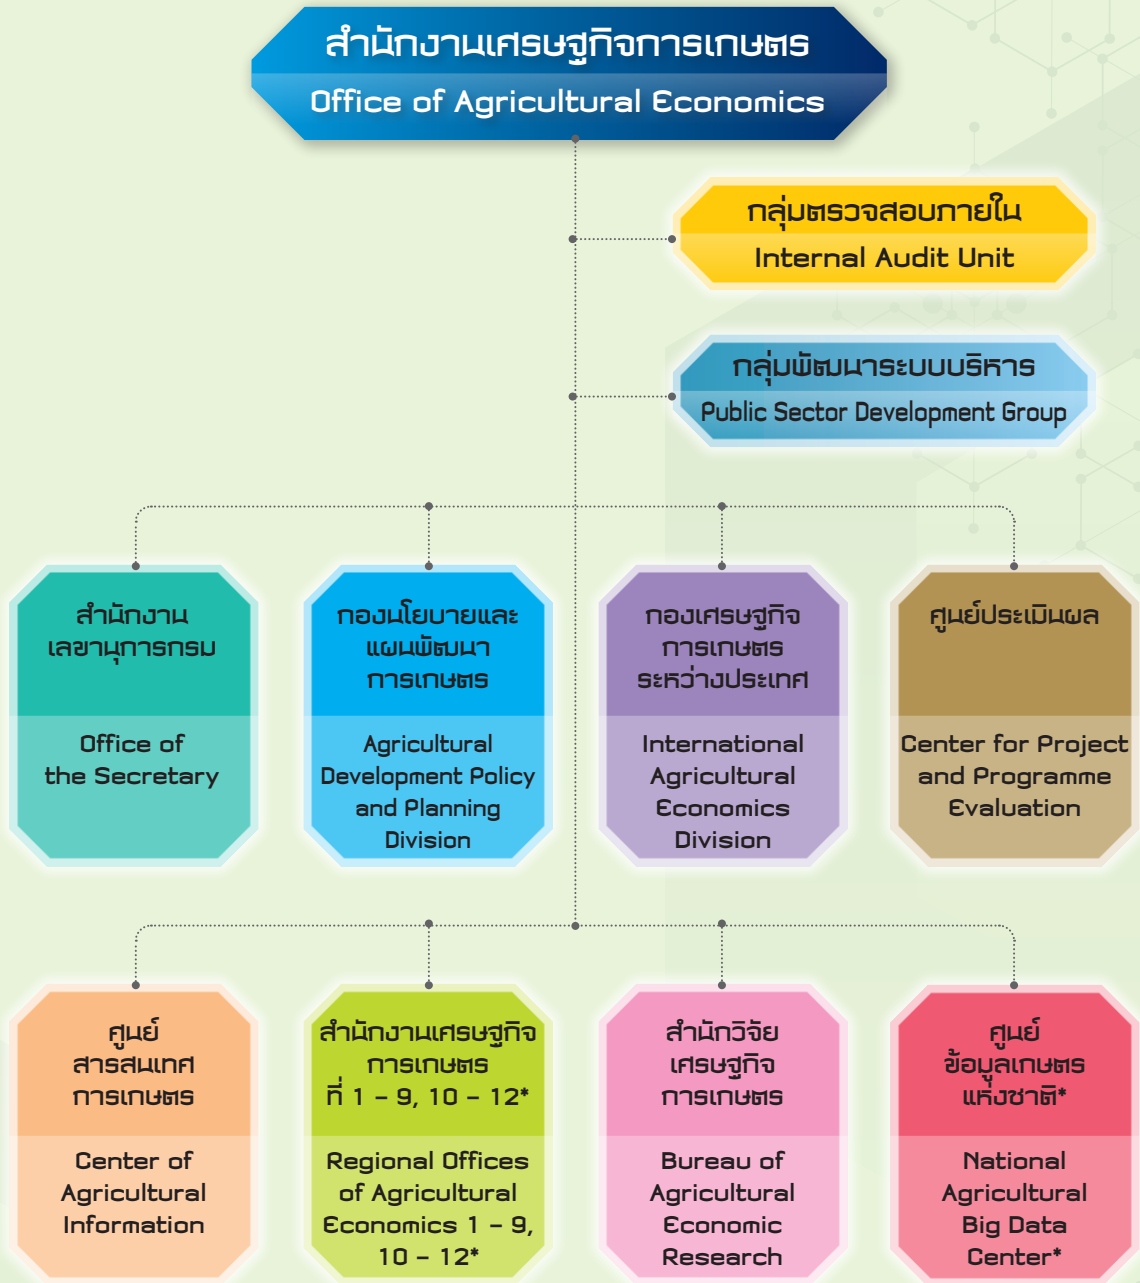 สำนักงานเศรษฐกิจการเกษตร
Office of Agricultural Economics
กลุ่มตรวจสอบภายใน
Internal Audit Unit
กลุ่มพัฒนาระบบบริหาร
Public Sector Development Group
สำนักงาน
เลขานุการกรม
Office of
the Secretary
กองนโยบายและ
แผนพัฒนา
การเกษตร
Agricultural
Development Policy
and Planning
Division
กองเศรษฐกิจ
การเกษตร
ระหว่างประเทศ
International
Agricultural
Economics
Division
ศูนย์ประเมินผล
Center for Project
and Programme
Evaluation
ศูนย์
สารสนเทศ
การเกษตร
Center of
Agricultural
Information
สำนักงานเศรษฐกิจ
การเกษตร
ที่ 1 - 9, 10 - 12*
Regional Offices
of Agricultural
Economics 1 - 9,
10 - 12*
สำนักวิจัย
เศรษฐกิจ
การเกษตร
Bureau of
Agricultural
Economic
Research
ศูนย์
ข้อมูลเกษตร
แห่งชาติ*
National
Agricultural
Big Data
Center*